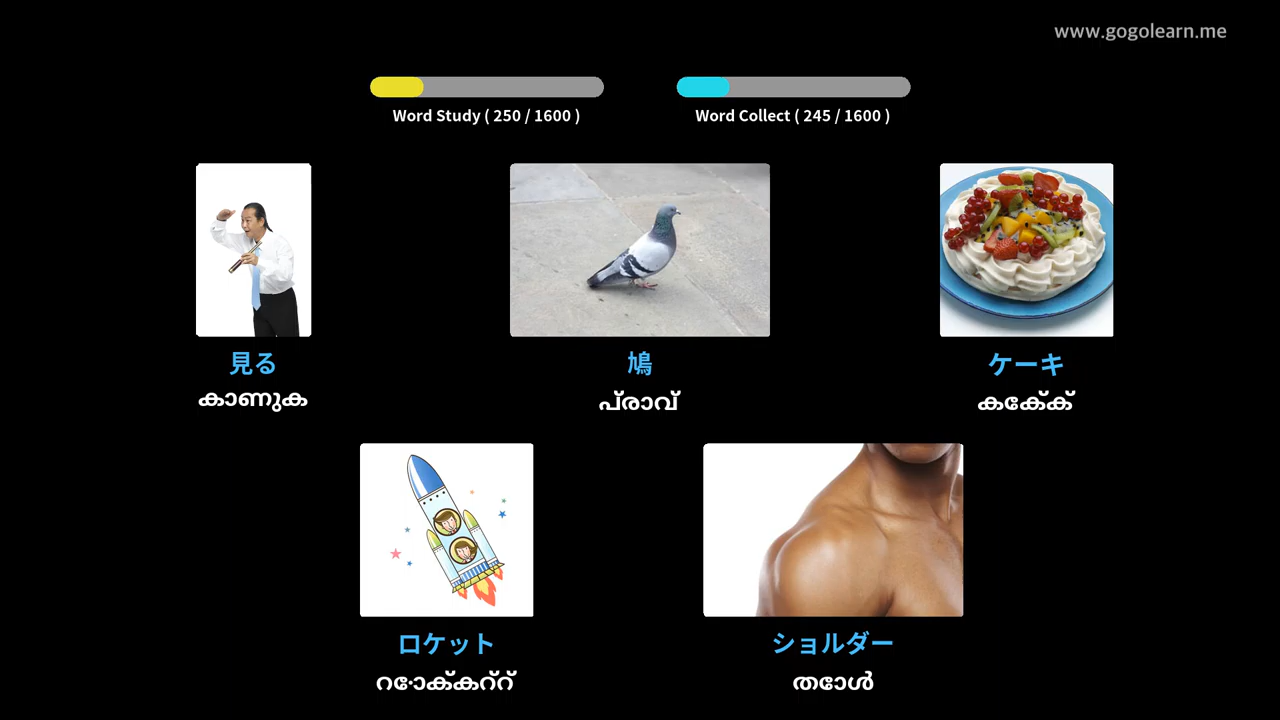 www.gogolearn.me
Word Study ( 250 / 1600 )
Word Collect ( 245 / 1600 )
見る
കാണുക
鳩
പ്രാവ്
ケーキ
കേക്ക്
ロケット
റോക്കറ്റ്
ショルダー
തോൾ